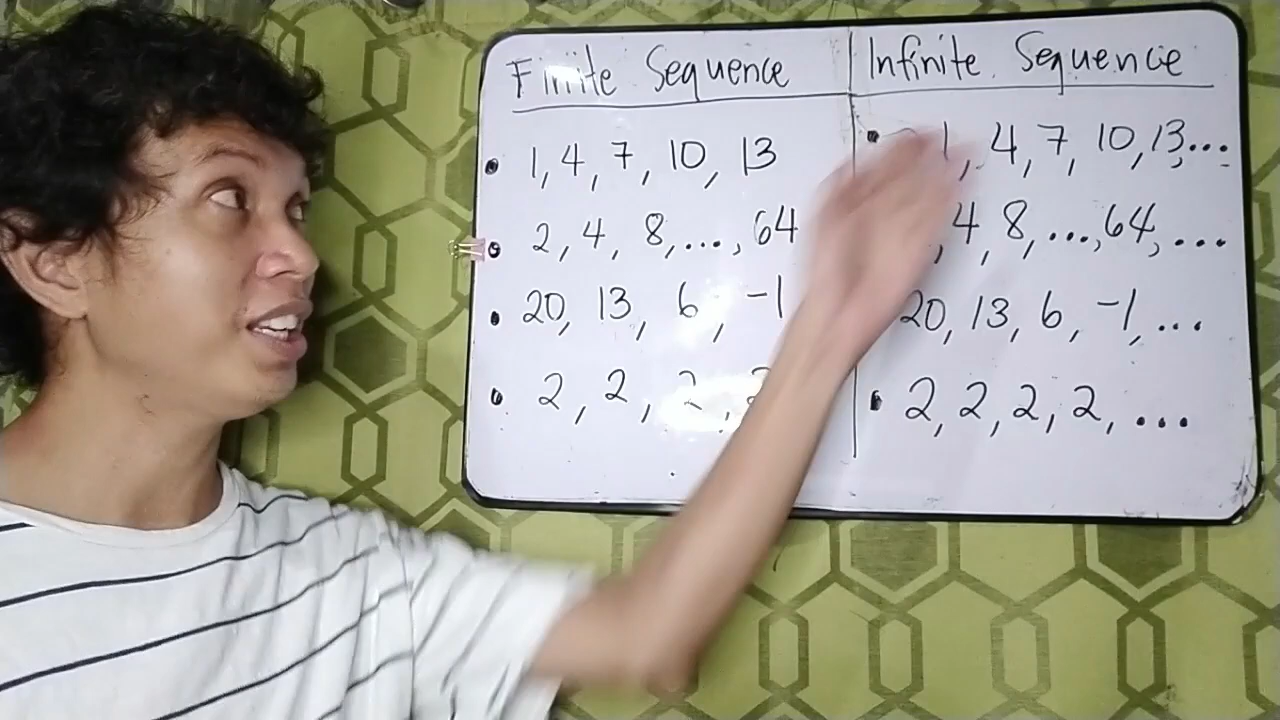 Finite Sequence
1, 4, 7, 10, 13
2, 4, 8, ..., 64
20, 13, 6, -1
2, 2, 2,
Infinite Sequence
1, 4, 7, 10, 13, ...
4, 8, ..., 64, ...
20, 13, 6, -1, ...
2, 2, 2, 2, ...